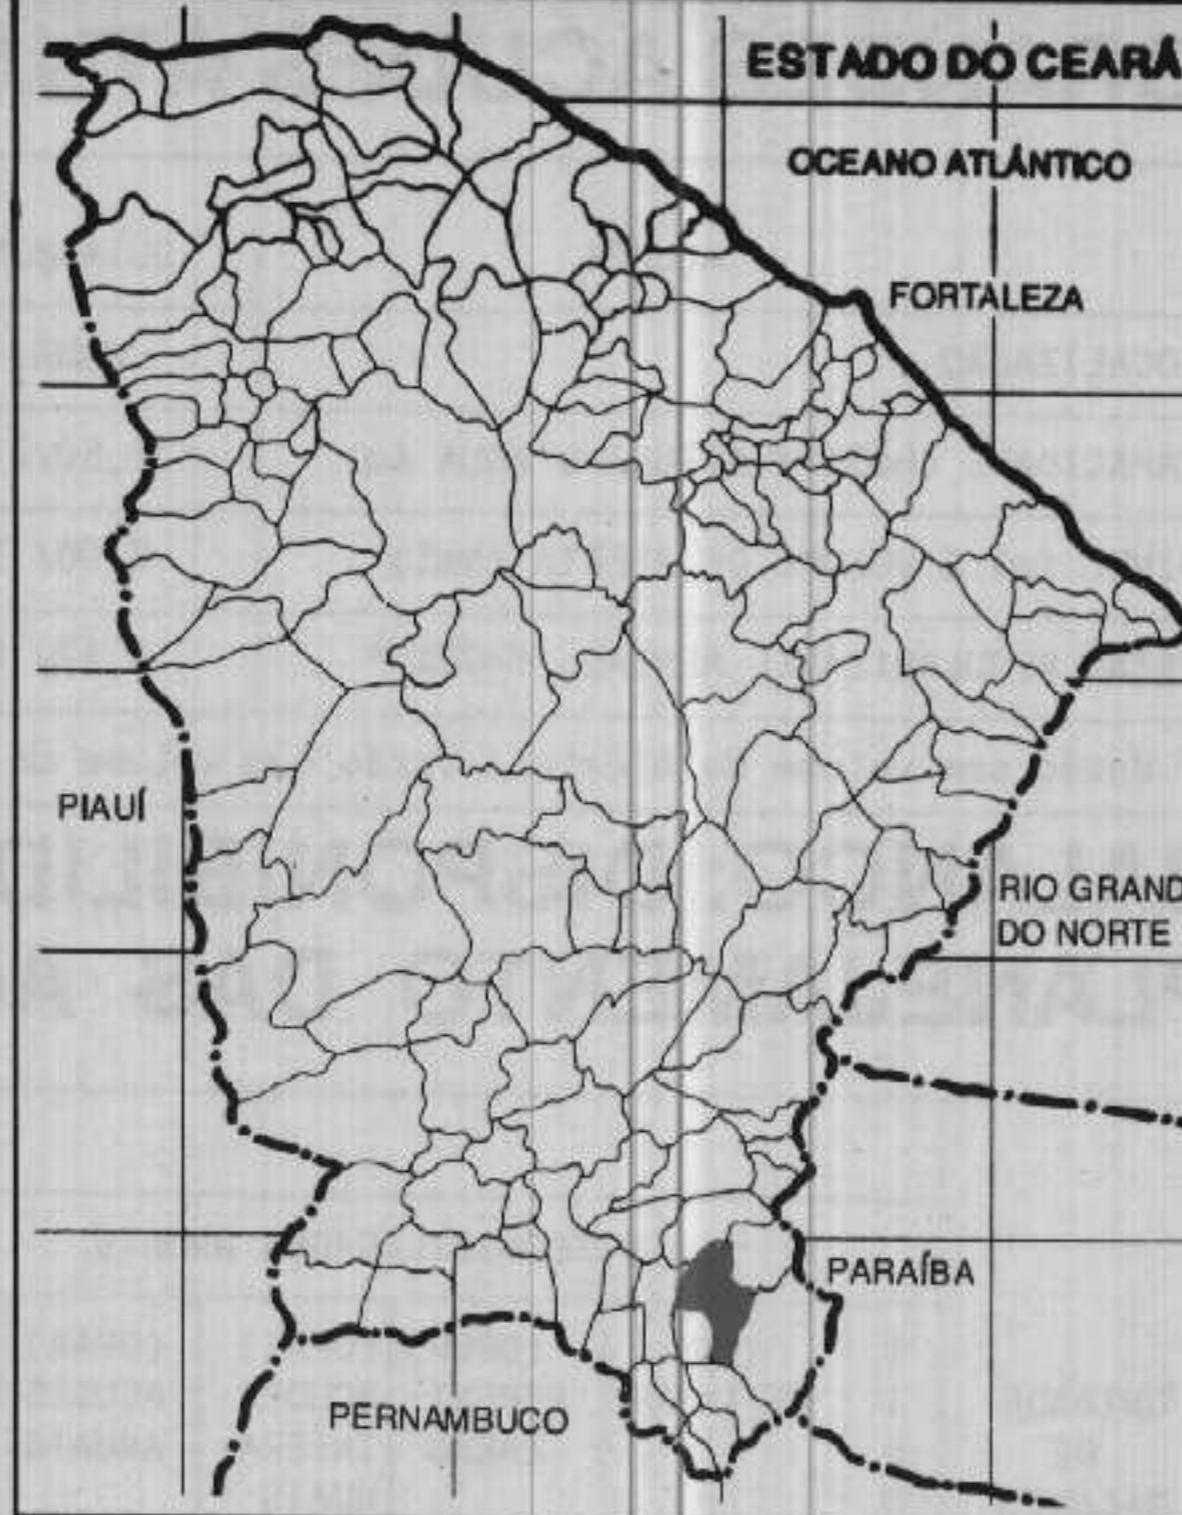 ESTADO DO CEARÁ
OCEANO ATLÂNTICO
FORTALEZA
PIAUÍ
RIO GRAND
DO NORTE
PARAÍBA
PERNAMBUCO